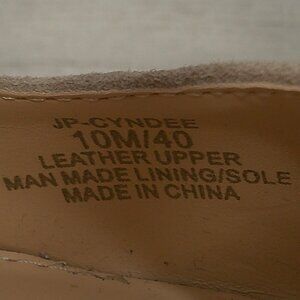 JP-CYNDEE
10M/40
LEATHER UPPER
MAN MADE LINING/SOLE
MADE IN CHINA